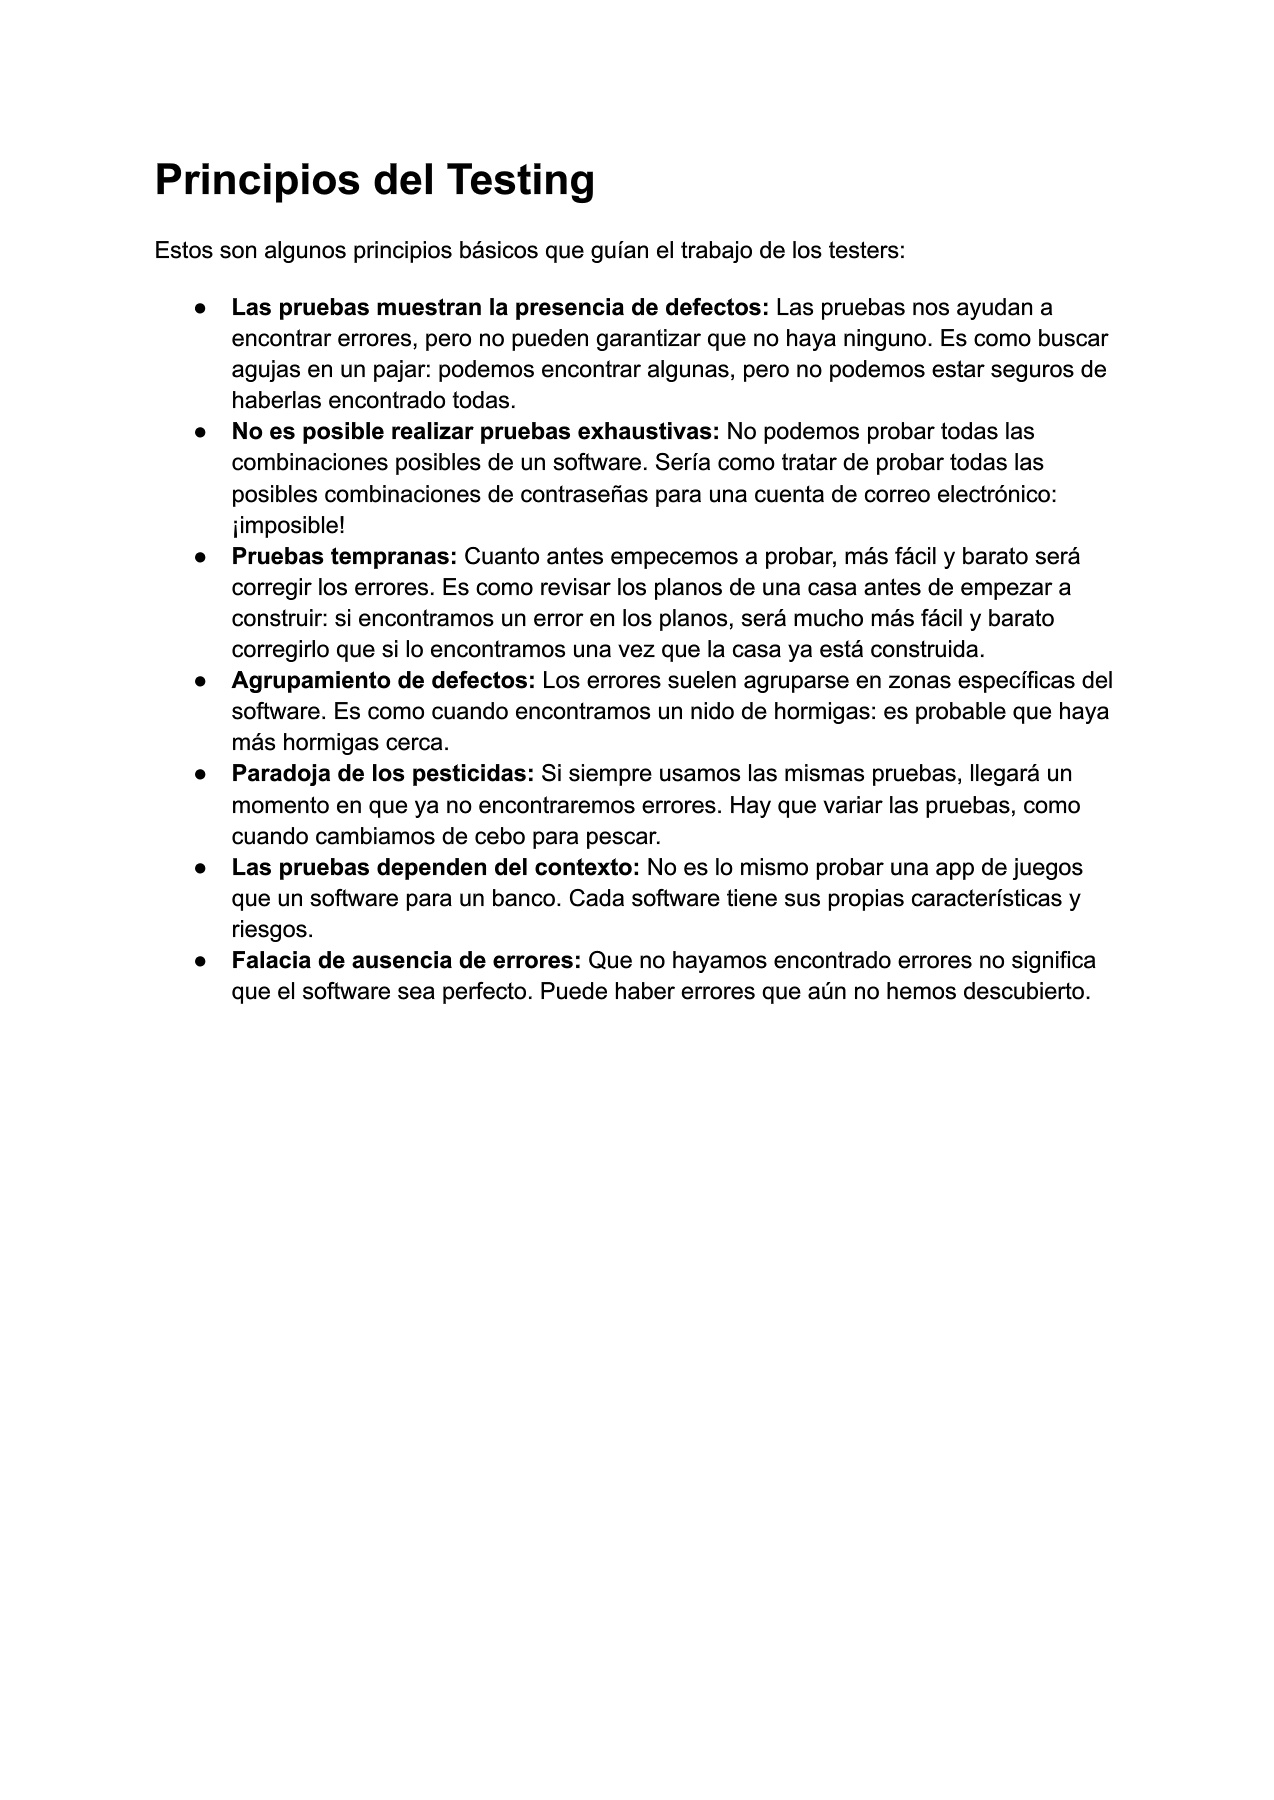 Principios del Testing
Estos son algunos principios básicos que guían el trabajo de los testers:
● Las pruebas muestran la presencia de defectos: Las pruebas nos ayudan a
encontrar errores, pero no pueden garantizar que no haya ninguno. Es como buscar
agujas en un pajar: podemos encontrar algunas, pero no podemos estar seguros de
haberlas encontrado todas.
● No es posible realizar pruebas exhaustivas: No podemos probar todas las
combinaciones posibles de un software. Sería como tratar de probar todas las
posibles combinaciones de contraseñas para una cuenta de correo electrónico:
¡imposible!
● Pruebas tempranas: Cuanto antes empecemos a probar, más fácil y barato será
corregir los errores. Es como revisar los planos de una casa antes de empezar a
construir: si encontramos un error en los planos, será mucho más fácil y barato
corregirlo que si lo encontramos una vez que la casa ya está construida.
● Agrupamiento de defectos: Los errores suelen agruparse en zonas específicas del
software. Es como cuando encontramos un nido de hormigas: es probable que haya
más hormigas cerca.
● Paradoja de los pesticidas: Si siempre usamos las mismas pruebas, llegará un
momento en que ya no encontraremos errores. Hay que variar las pruebas, como
cuando cambiamos de cebo para pescar.
● Las pruebas dependen del contexto: No es lo mismo probar una app de juegos
que un software para un banco. Cada software tiene sus propias características y
riesgos.
● Falacia de ausencia de errores: Que no hayamos encontrado errores no significa
que el software sea perfecto. Puede haber errores que aún no hemos descubierto.